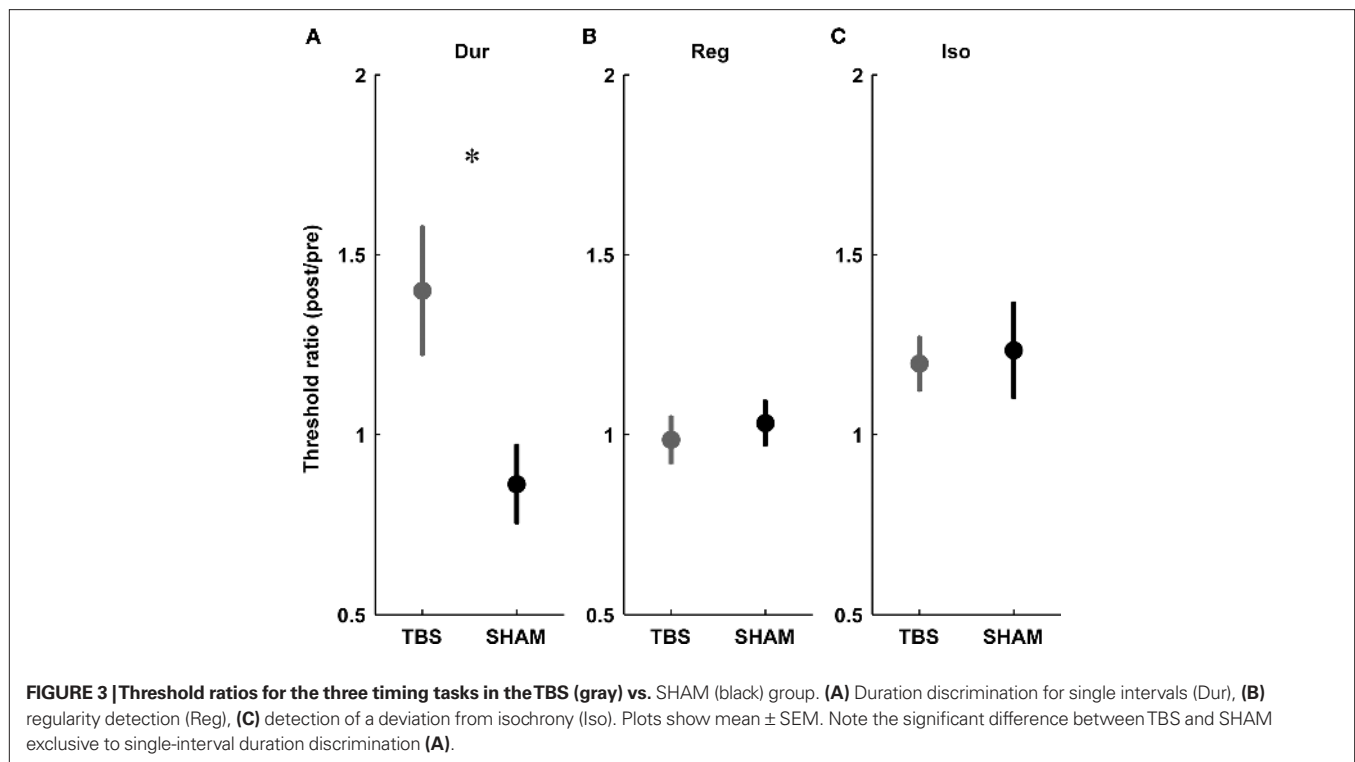 A
B
C
Dur
Reg
Iso
2
2
2
*
1.5
1.5
1.5
Threshold ratio (post/pre)
1
1
1
0.5
0.5
0.5
TBS SHAM
TBS SHAM
TBS SHAM
FIGURE 3 | Threshold ratios for the three timing tasks in the TBS (gray) vs. SHAM (black) group. (A) Duration discrimination for single intervals (Dur), (B)
regularity detection (Reg), (C) detection of a deviation from isochrony (Iso). Plots show mean ± SEM. Note the significant difference between TBS and SHAM
exclusive to single-interval duration discrimination (A).